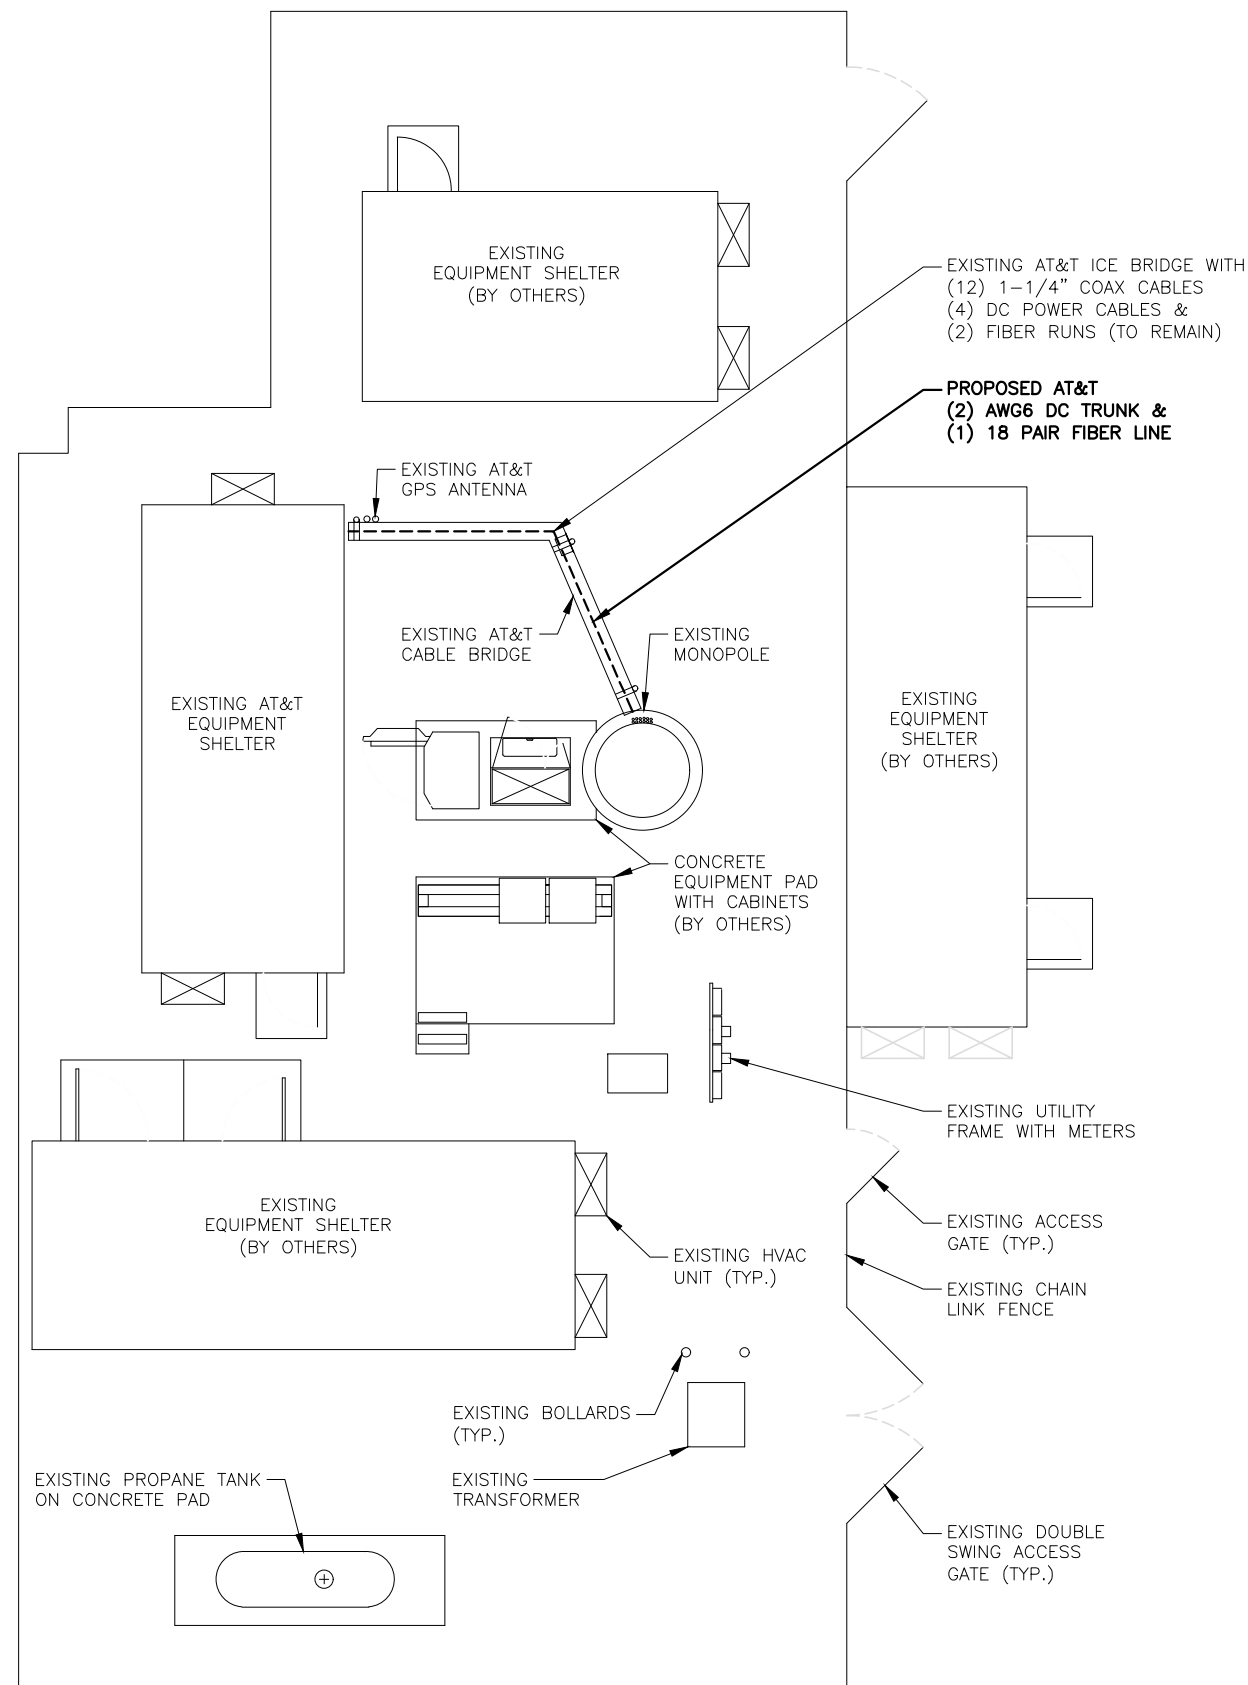 EXISTING
EQUIPMENT SHELTER
(BY OTHERS)
EXISTING AT&T ICE BRIDGE WITH
(12) 1-1/4" COAX CABLES
(4) DC POWER CABLES &
(2) FIBER RUNS (TO REMAIN)
PROPOSED AT&T
(2) AWG6 DC TRUNK &
(1) 18 PAIR FIBER LINE
EXISTING AT&T
GPS ANTENNA
EXISTING AT&T
CABLE BRIDGE
EXISTING
MONOPOLE
EXISTING AT&T
EQUIPMENT
SHELTER
EXISTING
EQUIPMENT
SHELTER
(BY OTHERS)
CONCRETE
EQUIPMENT PAD
WITH CABINETS
(BY OTHERS)
EXISTING UTILITY
FRAME WITH METERS
EXISTING
EQUIPMENT SHELTER
(BY OTHERS)
EXISTING ACCESS
GATE (TYP.)
EXISTING HVAC
UNIT (TYP.)
EXISTING CHAIN
LINK FENCE
EXISTING BOLLARDS
(TYP.)
EXISTING PROPANE TANK
ON CONCRETE PAD
EXISTING
TRANSFORMER
EXISTING DOUBLE
SWING ACCESS
GATE (TYP.)